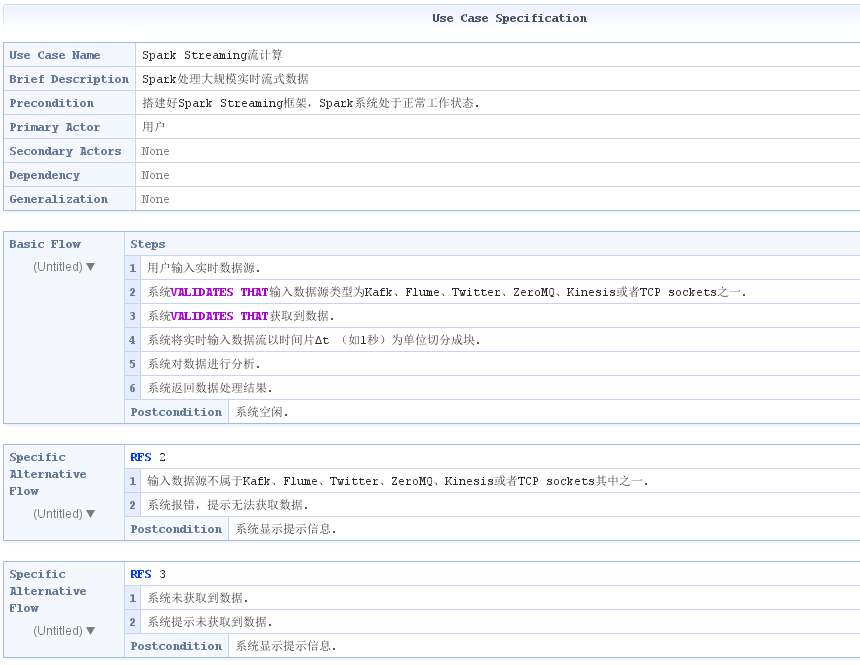 Use Case Specification
Use Case Name Spark Streaming流计算
Brief Description Spark处理大规模实时流式数据
Precondition 搭建好Spark Streaming框架，Spark系统处于正常工作状态.
Primary Actor 用户
Secondary Actors None
Dependency None
Generalization None
Basic Flow Steps
(Untitled) ▼
1 用户输入实时数据源.
2 系统VALIDATES THAT输入数据源类型为Kafk、Flume、Twitter、ZeroMQ、Kinesis或者TCP sockets之一.
3 系统VALIDATES THAT获取到数据.
4 系统将实时输入数据流以时间片Δt （如1秒）为单位切分成块.
5 系统对数据进行分析.
6 系统返回数据处理结果.
Postcondition 系统空闲.
Specific Alternative Flow RFS 2
(Untitled) ▼
1 输入数据源不属于Kafk、Flume、Twitter、ZeroMQ、Kinesis或者TCP sockets其中之一.
2 系统报错，提示无法获取数据.
Postcondition 系统显示提示信息.
Specific Alternative Flow RFS 3
(Untitled) ▼
1 系统未获取到数据.
2 系统提示未获取到数据.
Postcondition 系统显示提示信息.